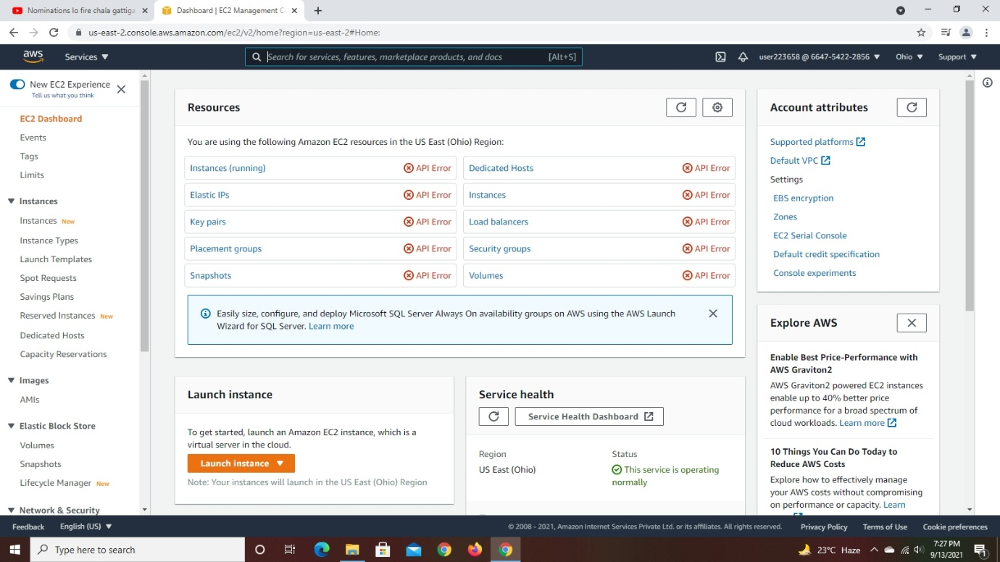 Nominations lo fire chala gattiga
Dashboard | EC2 Management C
us-east-2.console.aws.amazon.com/ec2/v2/home?region=us-east-2#Home:
aws
Services
Search for services, features, marketplace products, and docs
[Alt+S]
user223658 @ 6647-5422-2856
Ohio
Support
New EC2 Experience
Tell us what you think
EC2 Dashboard
Events
Tags
Limits
Instances
Instances New
Instance Types
Launch Templates
Spot Requests
Savings Plans
Reserved Instances New
Dedicated Hosts
Capacity Reservations
Images
AMIs
Elastic Block Store
Volumes
Snapshots
Lifecycle Manager New
Network & Security
Resources
You are using the following Amazon EC2 resources in the US East (Ohio) Region:
Instances (running) API Error
Dedicated Hosts API Error
Elastic IPs API Error
Instances API Error
Key pairs API Error
Load balancers API Error
Placement groups API Error
Security groups API Error
Snapshots API Error
Volumes API Error
Easily size, configure, and deploy Microsoft SQL Server Always On availability groups on AWS using the AWS Launch
Wizard for SQL Server. Learn more
Launch instance
To get started, launch an Amazon EC2 instance, which is a
virtual server in the cloud.
Launch instance
Note: Your instances will launch in the US East (Ohio) Region
Service health
Service Health Dashboard
Region
US East (Ohio)
Status
This service is operating
normally
Account attributes
Supported platforms
Default VPC
Settings
EBS encryption
Zones
EC2 Serial Console
Default credit specification
Console experiments
Explore AWS
Enable Best Price-Performance with
AWS Graviton2
AWS Graviton2 powered EC2 instances
enable up to 40% better price
performance for a broad spectrum of
cloud workloads. Learn more
10 Things You Can Do Today to
Reduce AWS Costs
Explore how to effectively manage
your AWS costs without compromising
on performance or capacity. Learn
Feedback
English (US)
© 2008 - 2021, Amazon Internet Services Private Ltd. or its affiliates. All rights reserved.
Privacy Policy
Terms of Use
Cookie preferences
Type here to search
23°C Haze
7:27 PM
9/13/2021
1